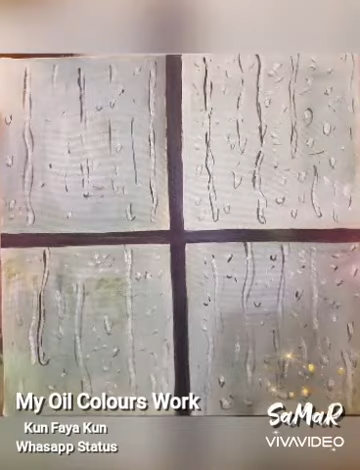 My Oil Colours Work
Kun Faya Kun
Whasapp Status
SaMaR
VIVAVIDEO